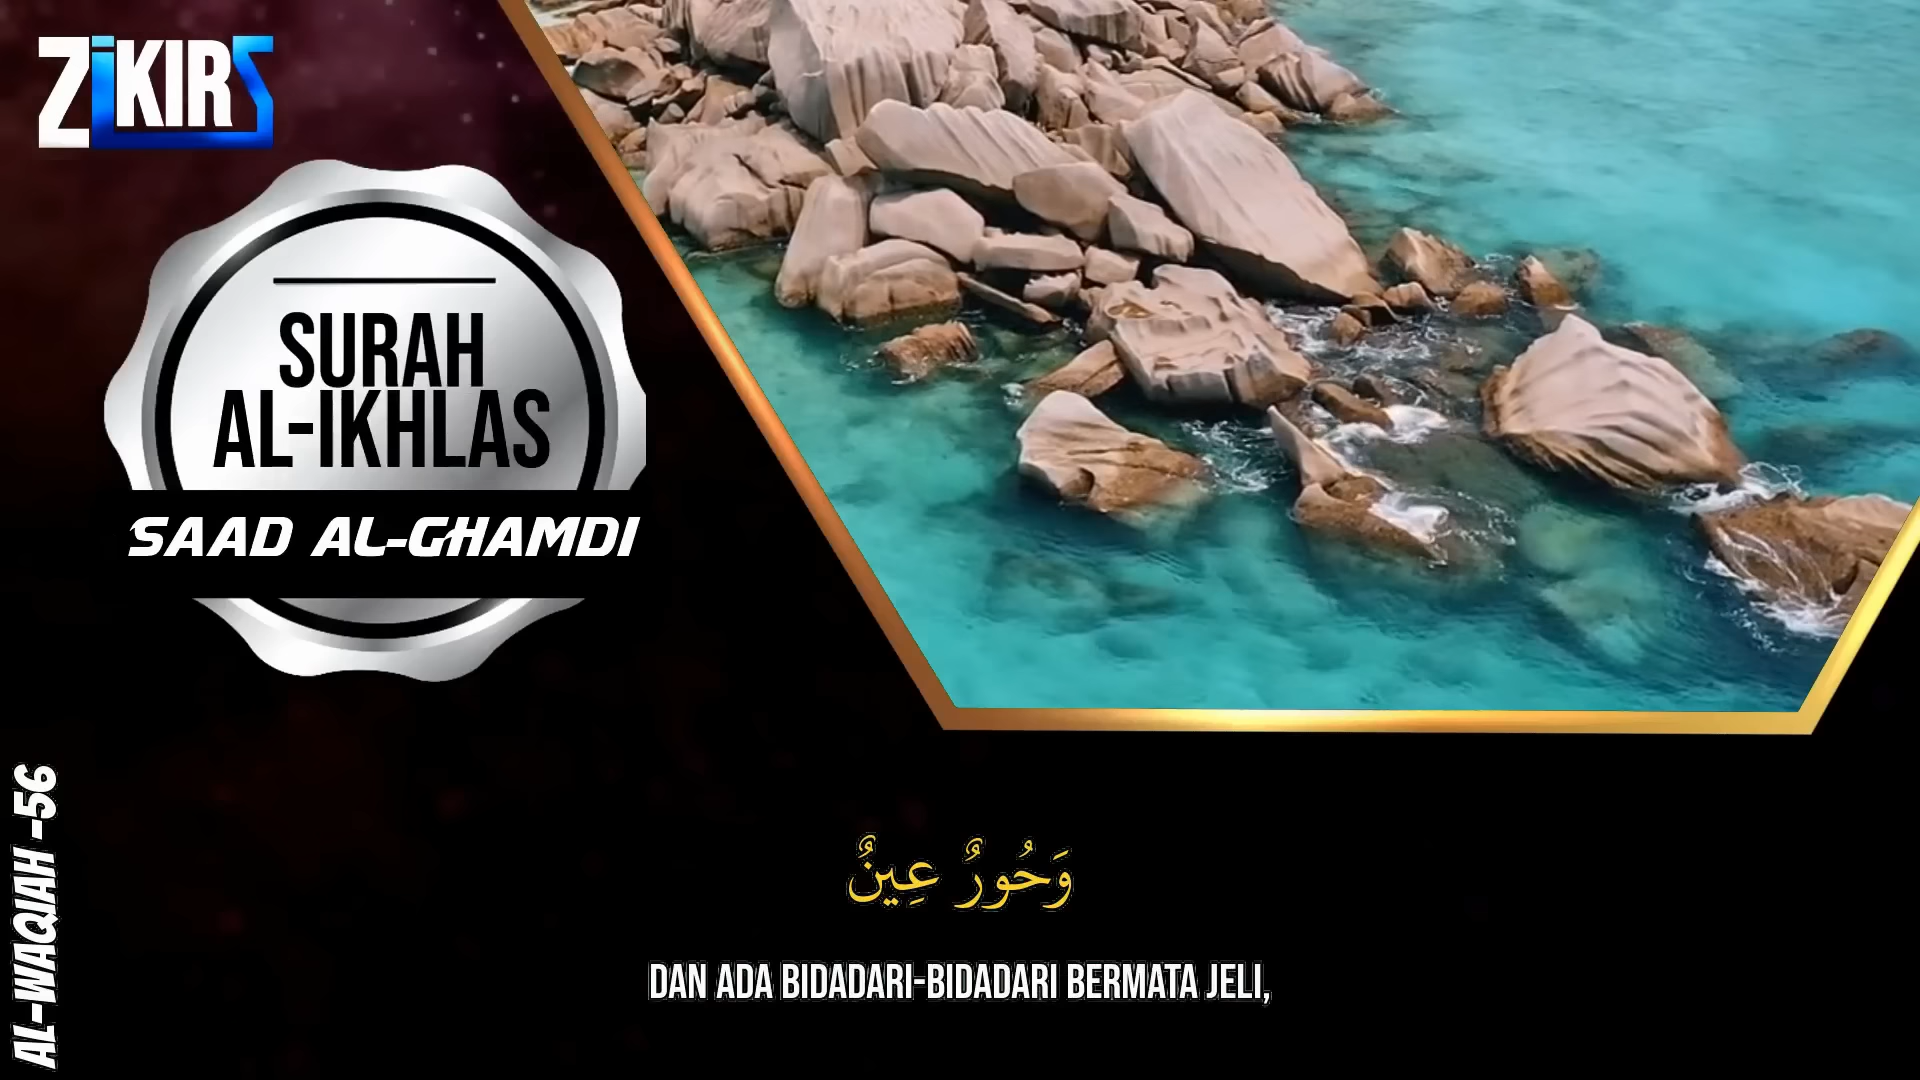 ZIKIRS
SURAH
AL-IKHLAS
SAAD AL-GHAMDI
AL-WAQIAH -56
وَحُورٌ عِينٌ
DAN ADA BIDADARI-BIDADARI BERMATA JELI,